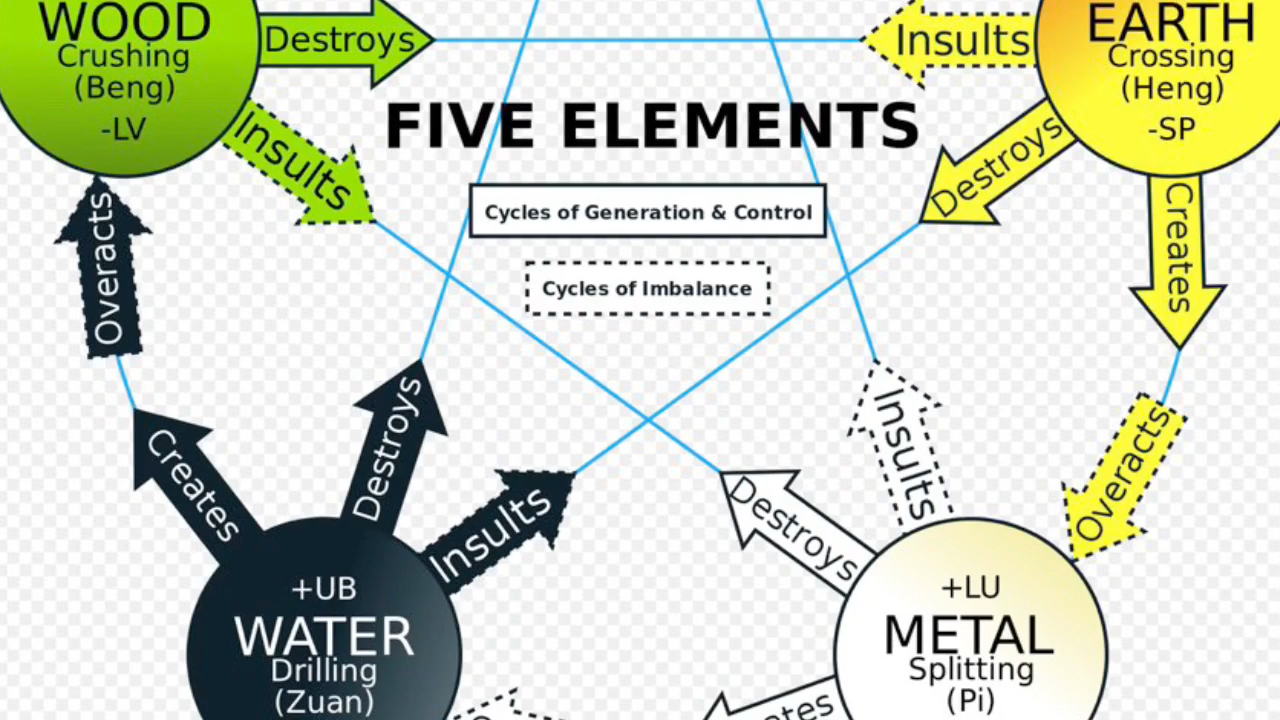 WOOD
Crushing
(Beng)
-LV
Destroys
Insults
EARTH
Crossing
(Heng)
-SP
FIVE ELEMENTS
Insults
Destroys
Cycles of Generation & Control
Cycles of Imbalance
Overacts
Creates
Creates
Destroys
Insults
Destroys
Insults
Overacts
+UB
WATER
Drilling
(Zuan)
+LU
METAL
Splitting
(Pi)